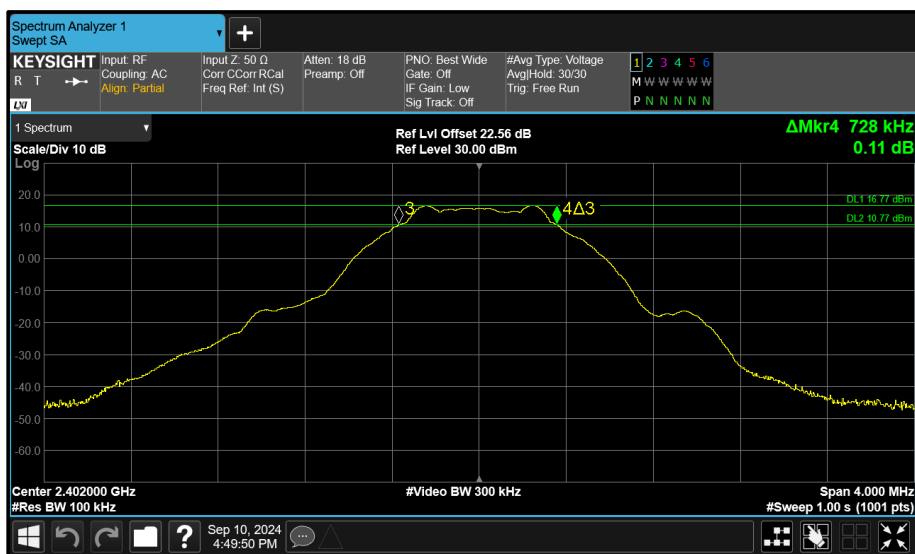 Spectrum Analyzer 1
Swept SA
KEYSIGHT
R T
LXI
Input: RF
Coupling: AC
Align: Partial
Input Z: 50 Ω
Corr CCorr RCal
Freq Ref: Int (S)
Atten: 18 dB
Preamp: Off
PNO: Best Wide
Gate: Off
IF Gain: Low
Sig Track: Off
#Avg Type: Voltage
Avg|Hold: 30/30
Trig: Free Run
1 2 3 4 5 6
M W W W W W
P N N N N N
1 Spectrum
Scale/Div 10 dB
Ref Lvl Offset 22.56 dB
Ref Level 30.00 dBm
ΔMkr4 728 kHz
0.11 dB
Log
20.0
10.0
0.00
-10.0
-20.0
-30.0
-40.0
-50.0
-60.0
3
4Δ3
DL1 16.77 dBm
DL2 10.77 dBm
Center 2.402000 GHz
#Video BW 300 kHz
Span 4.000 MHz
#Res BW 100 kHz
#Sweep 1.00 s (1001 pts)
?
Sep 10, 2024
4:49:50 PM